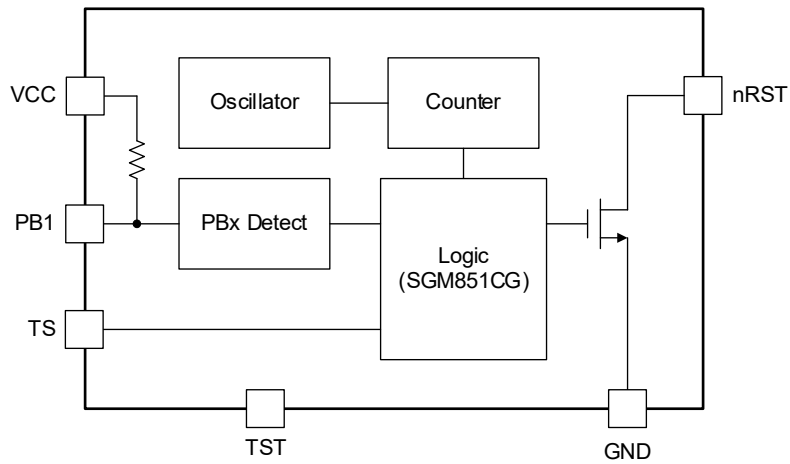 VCC
Oscillator
Counter
nRST
PB1
PBx Detect
Logic
(SGM851CG)
TS
TST
GND